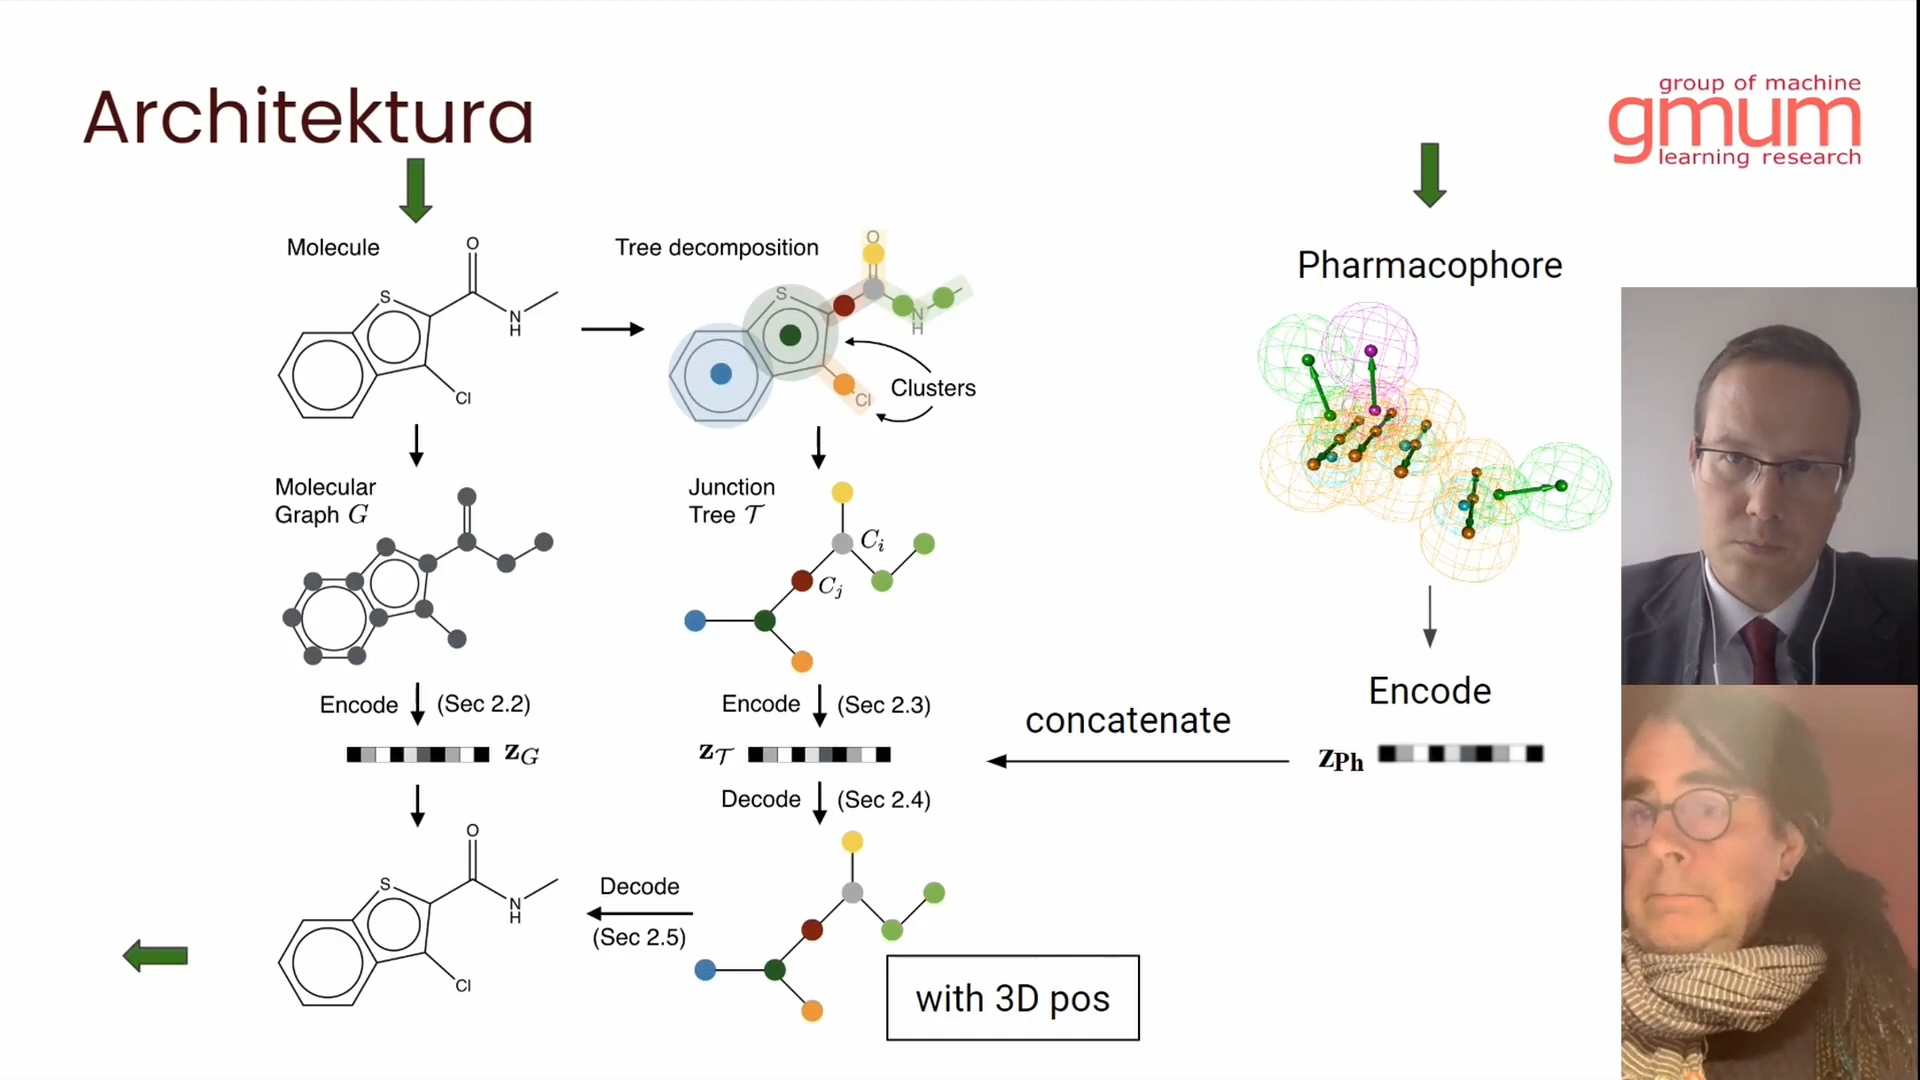 Architektura
group of machine
gmum
learning research
Molecule
O
S
N
H
Cl
Tree decomposition
O
S
N
H
Cl
Clusters
Pharmacophore
Molecular
Graph G
Junction
Tree 𝒯
C_i
C_j
Encode (Sec 2.2)
z_G
Encode (Sec 2.3)
z_𝒯
concatenate
Encode
z_Ph
Decode (Sec 2.4)
O
S
N
H
Cl
Decode
(Sec 2.5)
with 3D pos